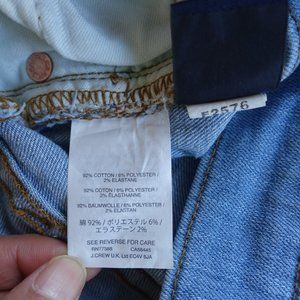 E2576
92% COTTON / 6% POLYESTER /
2% ELASTANE
92% COTON / 6% POLYESTER /
2% ELASTHANNE
92% BAUMWOLLE / 6% POLYESTER /
2% ELASTAN
綿 92% / ポリエステル 6% /
エラステーン 2%
SEE REVERSE FOR CARE
RN77388 CA56445
J.CREW U.K. Ltd EC4V 6JA